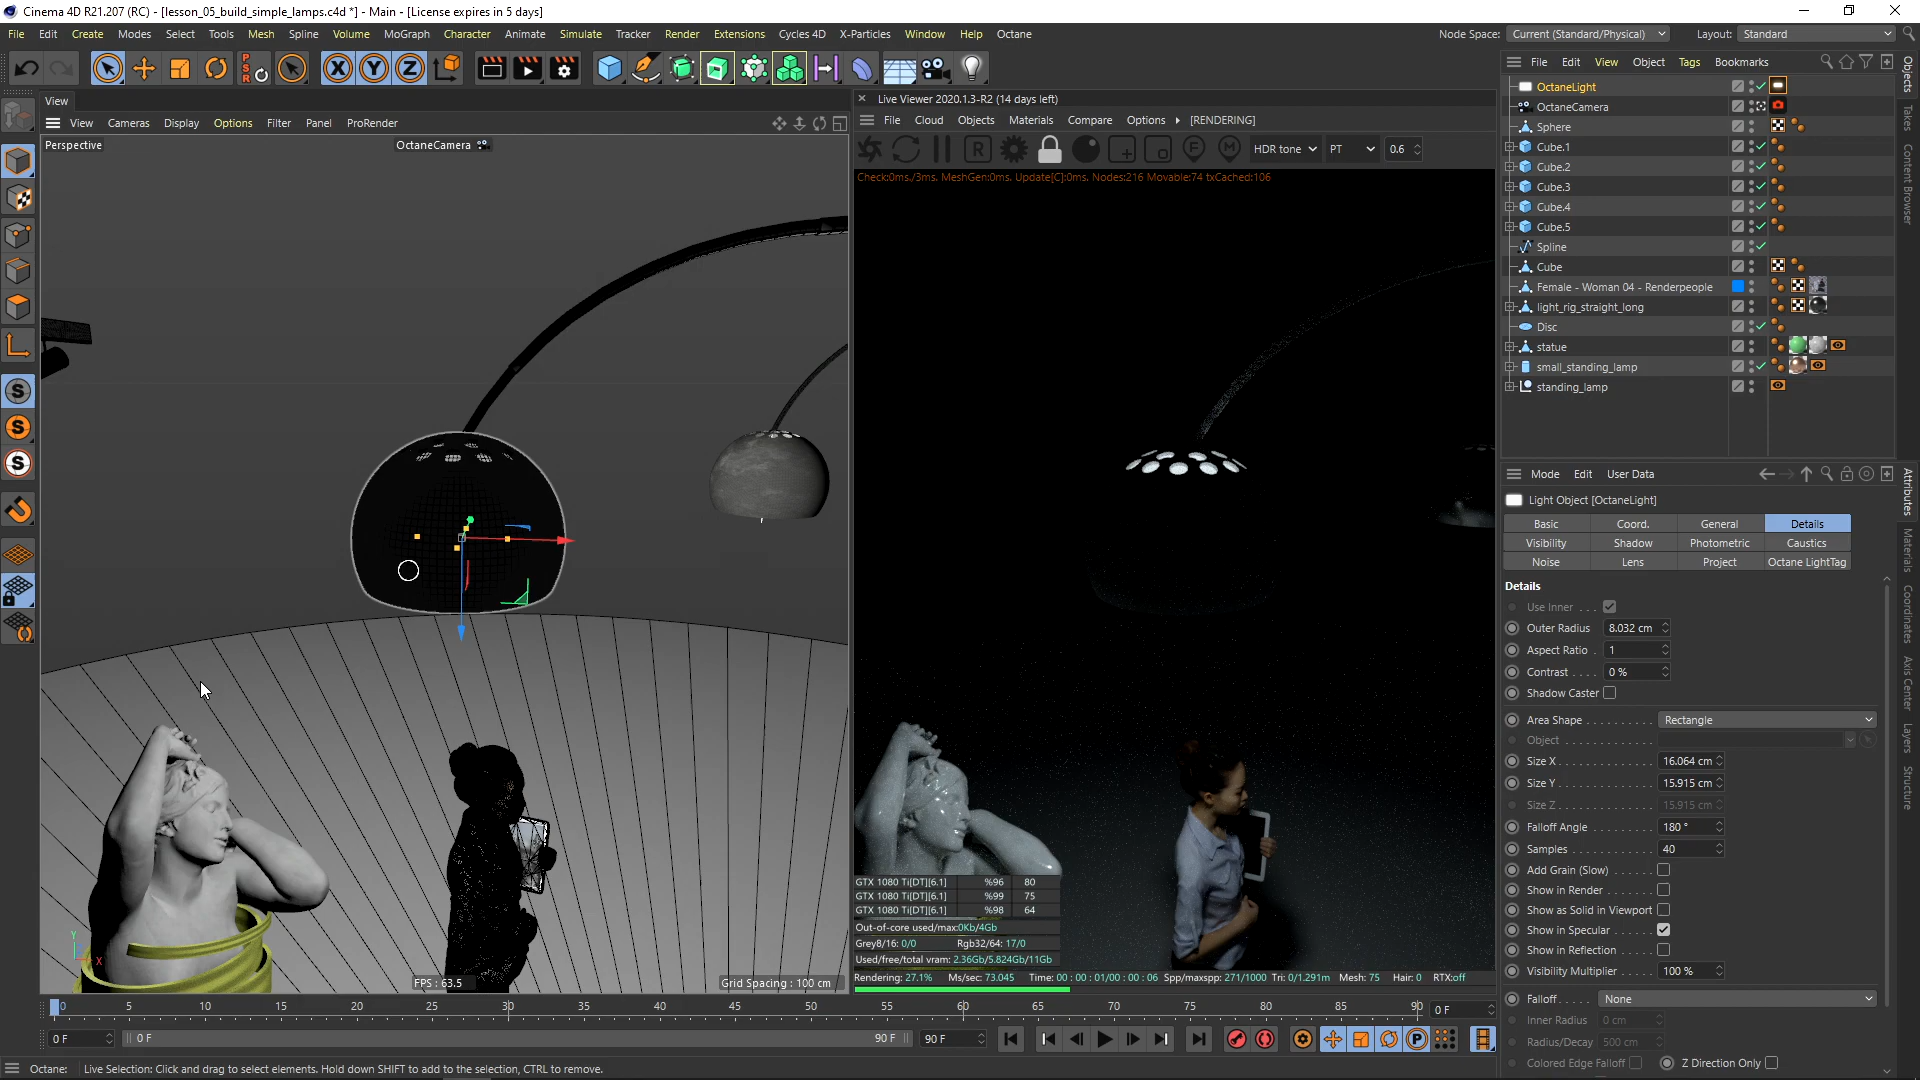 Cinema 4D R21.207 (RC) - [lesson_05_build_simple_lamps.c4d *] - Main - [License expires in 5 days]
File Edit Create Modes Select Tools Mesh Spline Volume MoGraph Character Animate Simulate Tracker Render Extensions Cycles 4D X-Particles Window Help Octane
Node Space: Current (Standard/Physical) Layout: Standard
PSR X Y Z
View
View Cameras Display Options Filter Panel ProRender
Perspective
OctaneCamera
FPS : 63.5
Grid Spacing : 100 cm
Live Viewer 2020.1.3-R2 (14 days left)
File Cloud Objects Materials Compare Options [RENDERING]
HDR tone PT 0.6
Check:0ms./3ms. MeshGen:0ms. Update[C]:0ms. Nodes:216 Movable:74 txCached:106
GTX 1080 Ti[DT][6.1] %96 80
GTX 1080 Ti[DT][6.1] %99 75
GTX 1080 Ti[DT][6.1] %98 64
Out-of-core used/max:0Kb/4Gb
Grey8/16: 0/0 Rgb32/64: 17/0
Used/free/total vram: 2.36Gb/5.824Gb/11Gb
Rendering: 27.1% Ms/sec: 73.045 Time: 00 : 00 : 01/00 : 00 : 06 Spp/maxspp: 271/1000 Tri: 0/1.291m Mesh: 75 Hair: 0 RTX:off
File Edit View Object Tags Bookmarks
OctaneLight
OctaneCamera
Sphere
Cube.1
Cube.2
Cube.3
Cube.4
Cube.5
Spline
Cube
Female - Woman 04 - Renderpeople
light_rig_straight_long
Disc
statue
small_standing_lamp
standing_lamp
Objects
Takes
Content Browser
Mode Edit User Data
Light Object [OctaneLight]
Basic Coord. General Details
Visibility Shadow Photometric Caustics
Noise Lens Project Octane LightTag
Details
Use Inner . . .
Outer Radius 8.032 cm
Aspect Ratio . 1
Contrast . . . . 0 %
Shadow Caster
Area Shape . . . . . . . . . Rectangle
Object . . . . . . . . . . . . .
Size X . . . . . . . . . . . . . 16.064 cm
Size Y . . . . . . . . . . . . . 15.915 cm
Size Z . . . . . . . . . . . . . 15.915 cm
Falloff Angle . . . . . . . . 180 °
Samples . . . . . . . . . . . 40
Add Grain (Slow) . . . . .
Show in Render . . . . . .
Show as Solid in Viewport
Show in Specular . . . . .
Show in Reflection . . . .
Visibility Multiplier . . . . 100 %
Falloff . . . . . None
Inner Radius 0 cm
Radius/Decay 500 cm
Colored Edge Falloff Z Direction Only
Attributes
Materials
Coordinates
Axis Center
Layers
Structure
0 5 10 15 20 25 30 35 40 45 50 55 60 65 70 75 80 85 90 0 F
0 F 0 F 90 F 90 F
Octane: Live Selection: Click and drag to select elements. Hold down SHIFT to add to the selection, CTRL to remove.